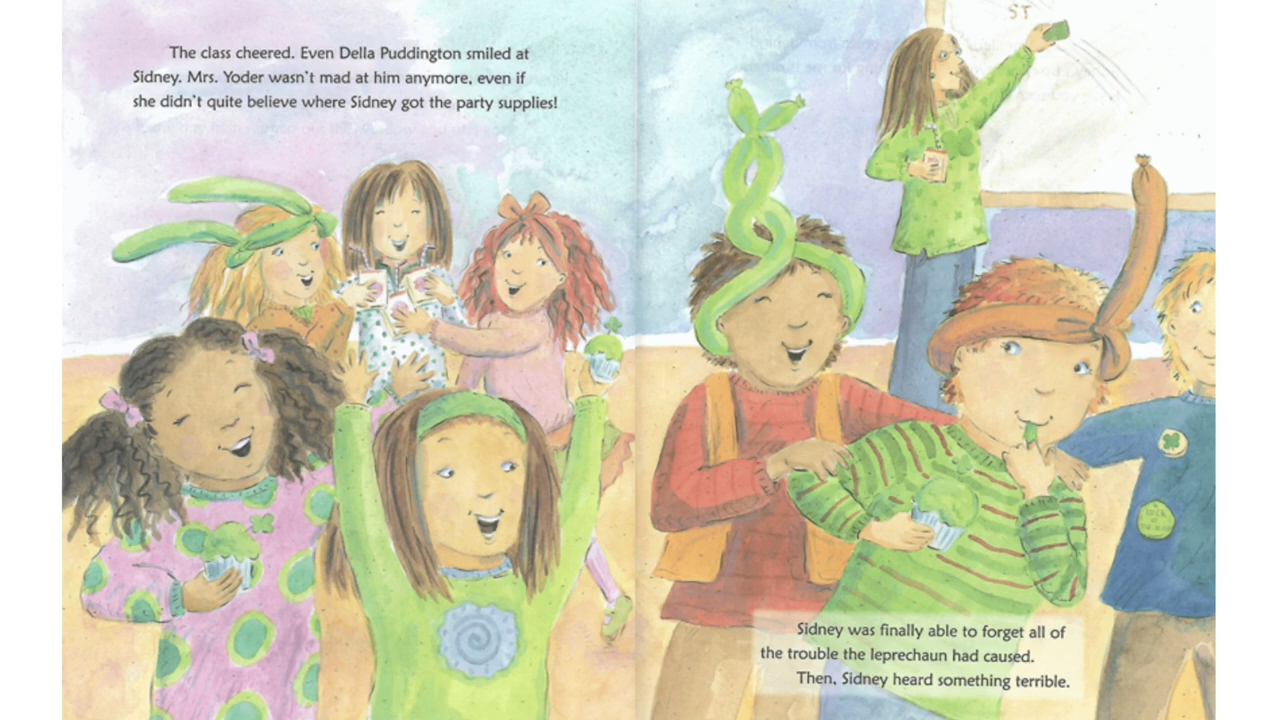 The class cheered. Even Della Puddington smiled at
Sidney. Mrs. Yoder wasn't mad at him anymore, even if
she didn't quite believe where Sidney got the party supplies!
ST
Sidney was finally able to forget all of
the trouble the leprechaun had caused.
Then, Sidney heard something terrible.